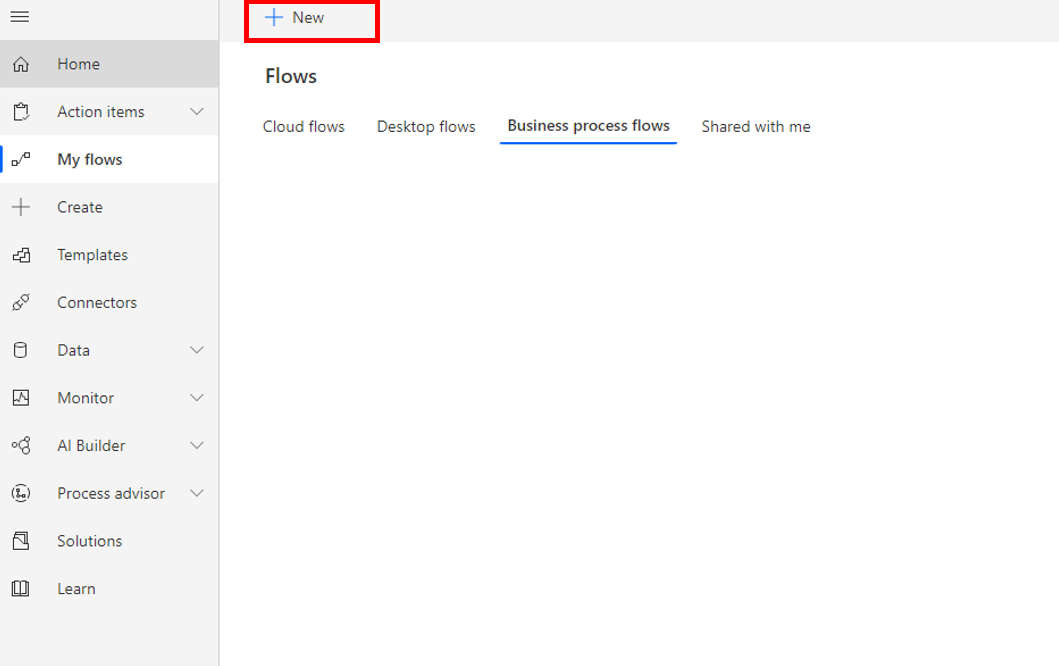 New
Home
Action items
My flows
Create
Templates
Connectors
Data
Monitor
AI Builder
Process advisor
Solutions
Learn
Flows
Cloud flows Desktop flows Business process flows Shared with me